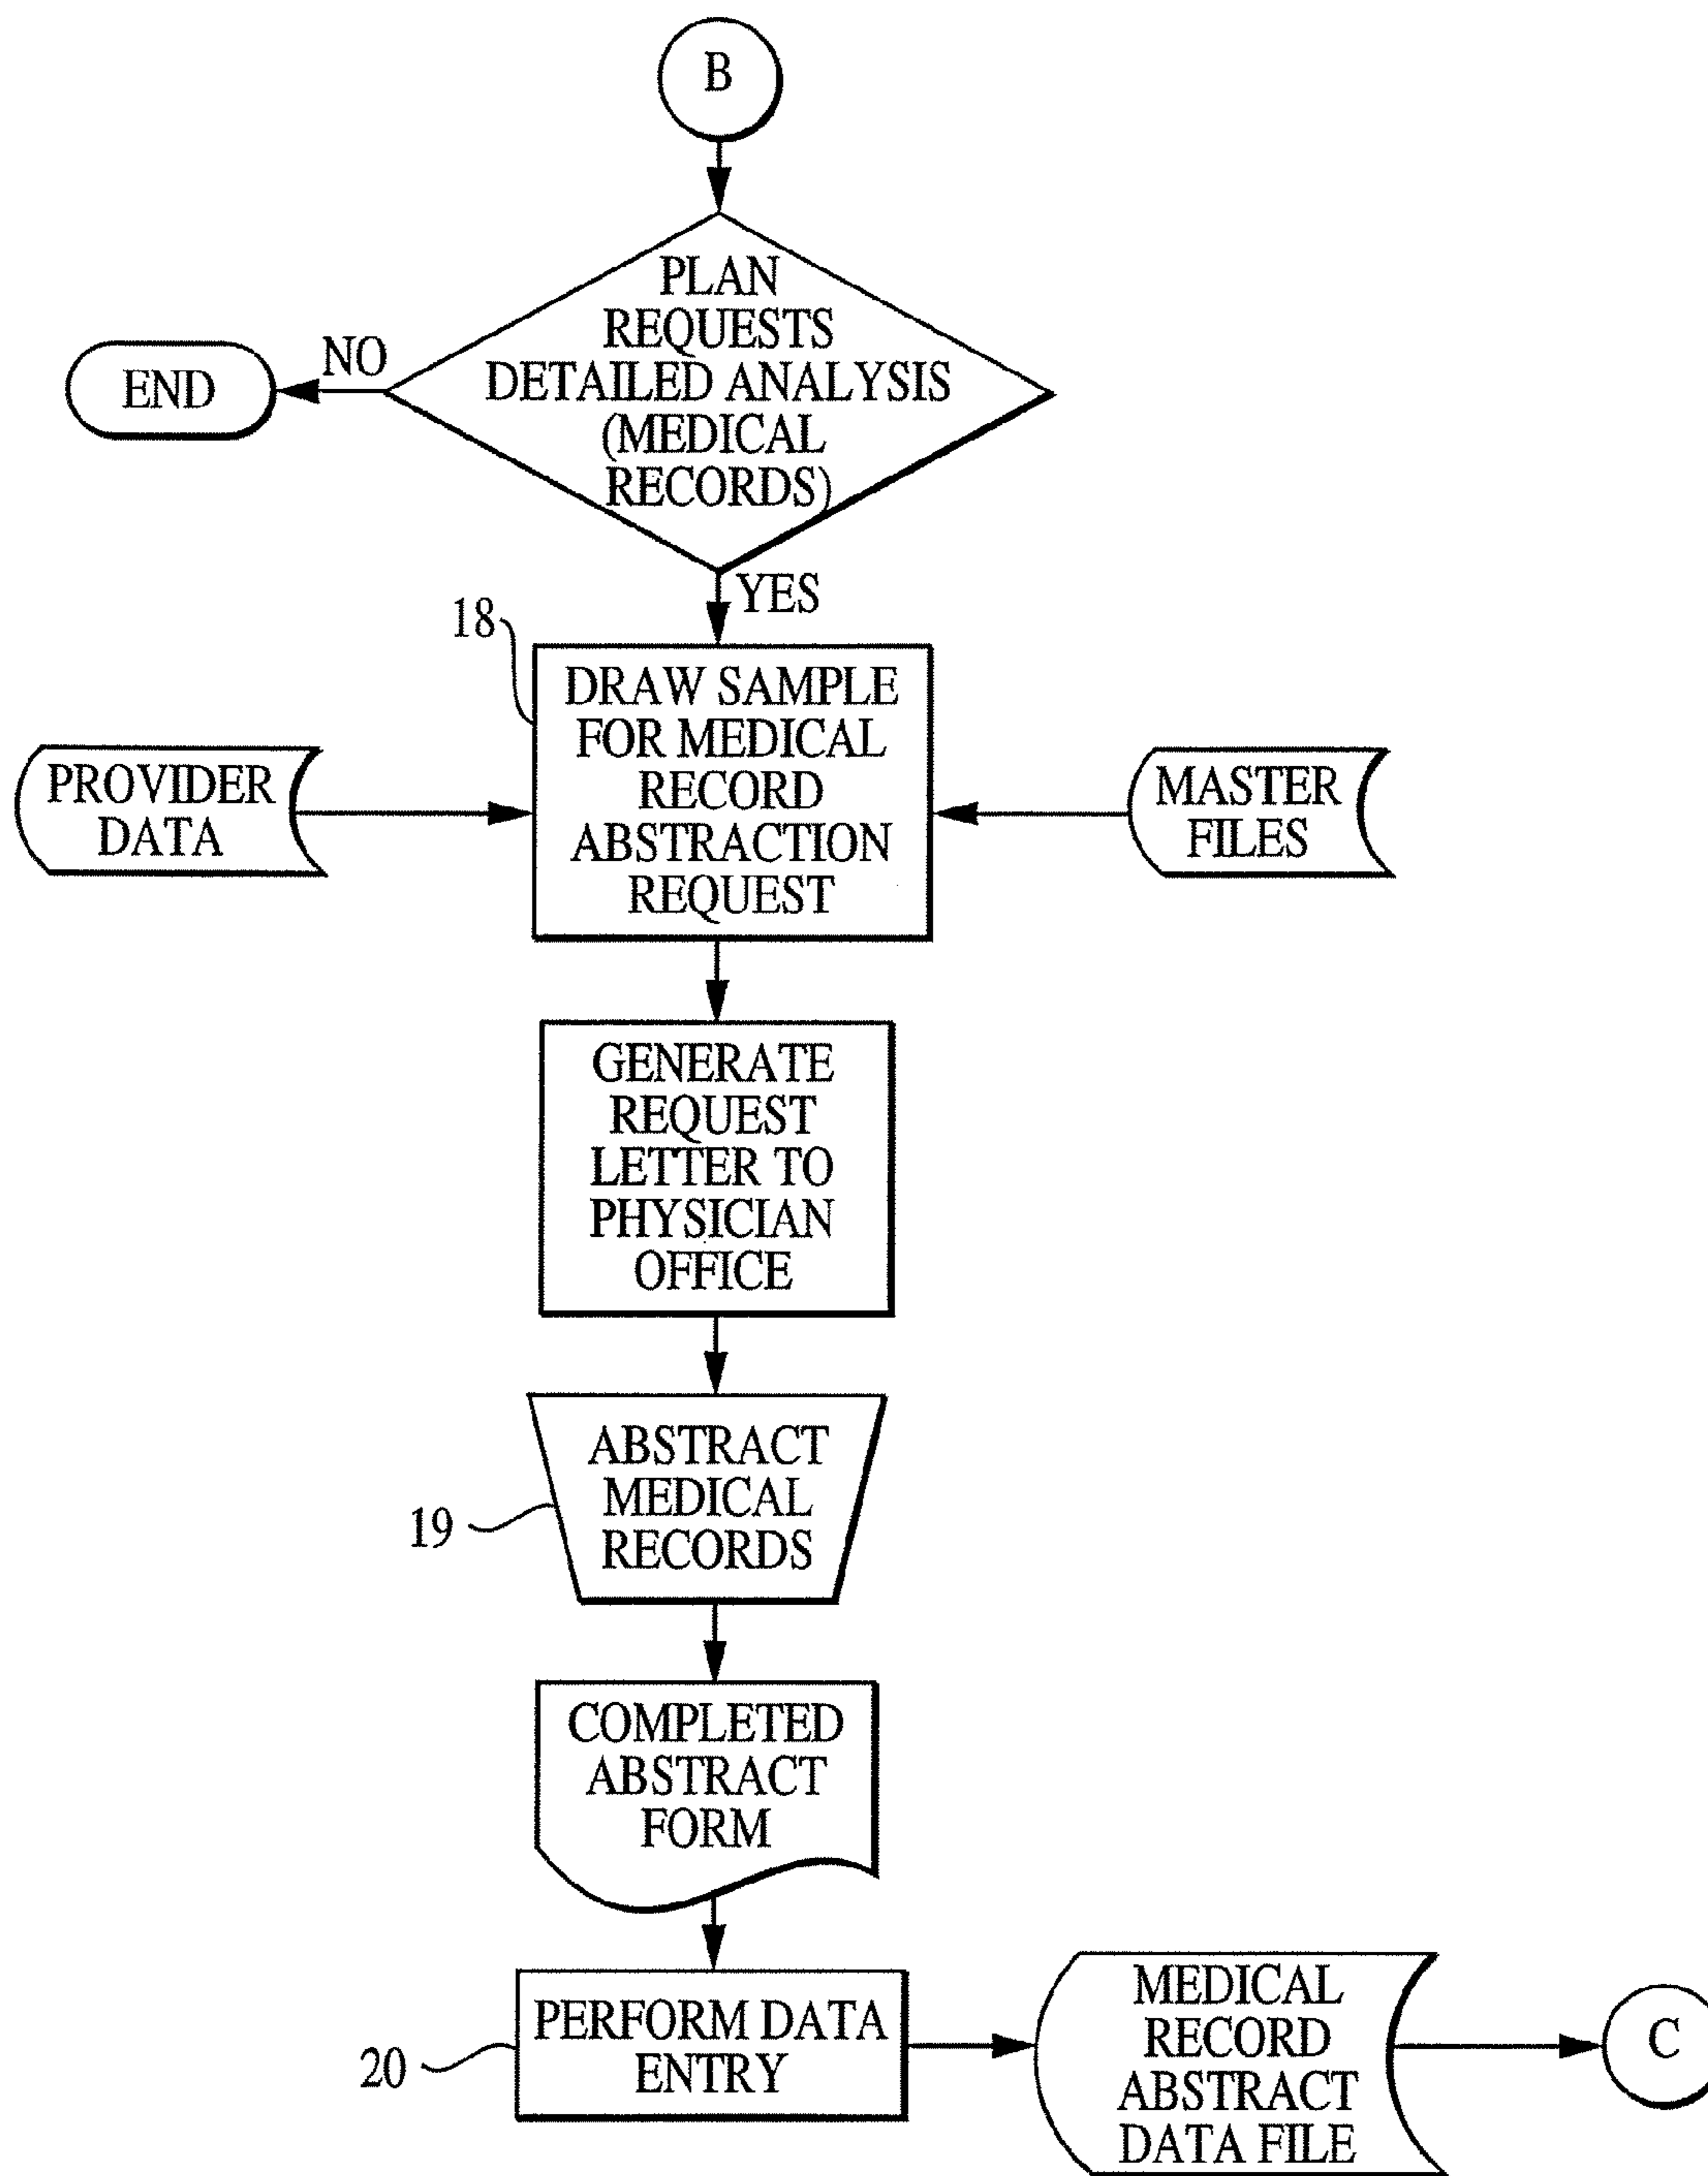 B
PLAN
REQUESTS
DETAILED ANALYSIS
(MEDICAL
RECORDS)
NO
END
YES
18
DRAW SAMPLE
FOR MEDICAL
RECORD
ABSTRACTION
REQUEST
PROVIDER
DATA
MASTER
FILES
GENERATE
REQUEST
LETTER TO
PHYSICIAN
OFFICE
19
ABSTRACT
MEDICAL
RECORDS
COMPLETED
ABSTRACT
FORM
20
PERFORM DATA
ENTRY
MEDICAL
RECORD
ABSTRACT
DATA FILE
C